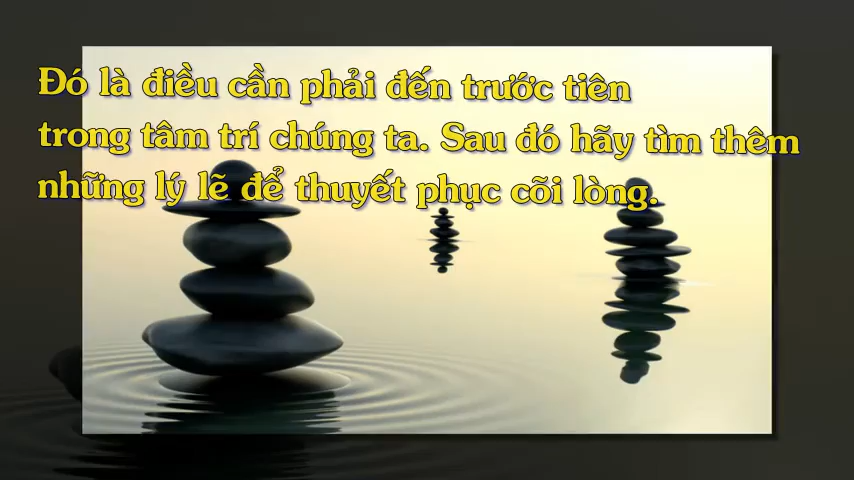 Đó là điều cần phải đến trước tiên
trong tâm trí chúng ta. Sau đó hãy tìm thêm
những lý lẽ để thuyết phục cõi lòng.